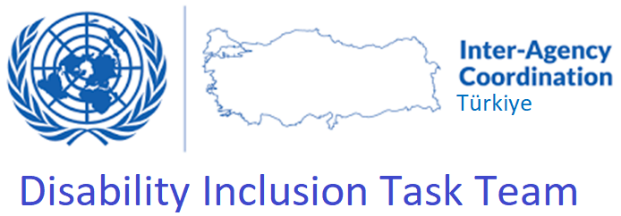 Inter-Agency
Coordination
Türkiye
Disability Inclusion Task Team